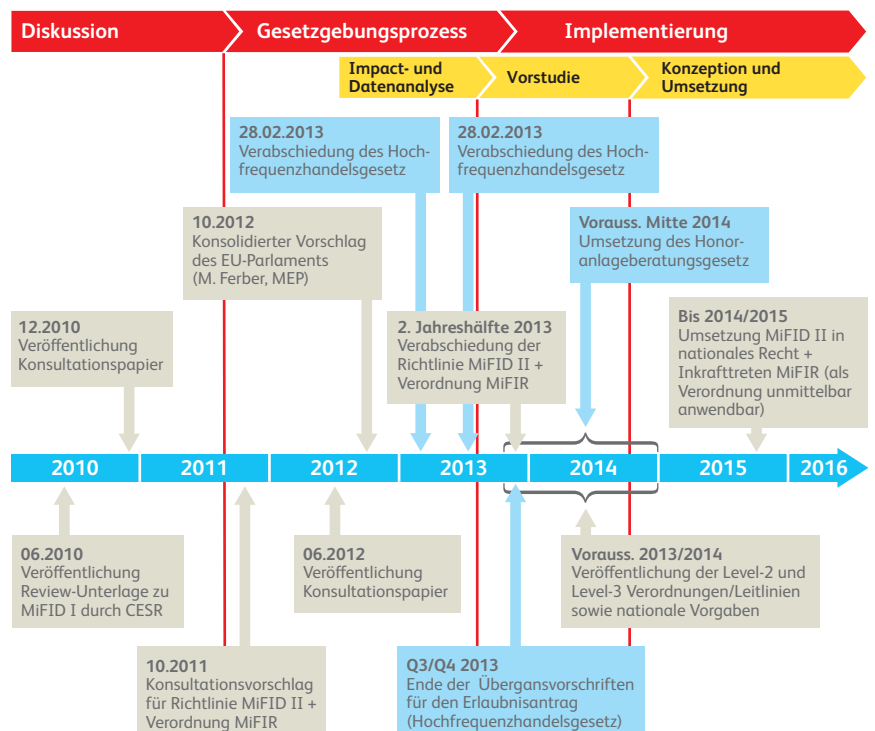 Diskussion
Gesetzgebungsprozess
Implementierung
Impact- und
Datenanalyse
Vorstudie
Konzeption und
Umsetzung
28.02.2013
Verabschiedung des Hoch-
frequenzhandelsgesetz
28.02.2013
Verabschiedung des Hoch-
frequenzhandelsgesetz
10.2012
Konsolidierter Vorschlag
des EU-Parlaments
(M. Ferber, MEP)
Vorauss. Mitte 2014
Umsetzung des Honor-
anlageberatungsgesetz
12.2010
Veröffentlichung
Konsultationspapier
2. Jahreshälfte 2013
Verabschiedung der
Richtlinie MiFID II +
Verordnung MiFIR
Bis 2014/2015
Umsetzung MiFID II in
nationales Recht +
Inkrafttreten MiFIR (als
Verordnung unmittelbar
anwendbar)
2010
2011
2012
2013
2014
2015
2016
06.2010
Veröffentlichung
Review-Unterlage zu
MiFID I durch CESR
06.2012
Veröffentlichung
Konsultationspapier
Vorauss. 2013/2014
Veröffentlichung der Level-2 und
Level-3 Verordnungen/Leitlinien
sowie nationale Vorgaben
10.2011
Konsultationsvorschlag
für Richtlinie MiFID II +
Verordnung MiFIR
Q3/Q4 2013
Ende der Übergansvorschriften
für den Erlaubnisantrag
(Hochfrequenzhandelsgesetz)